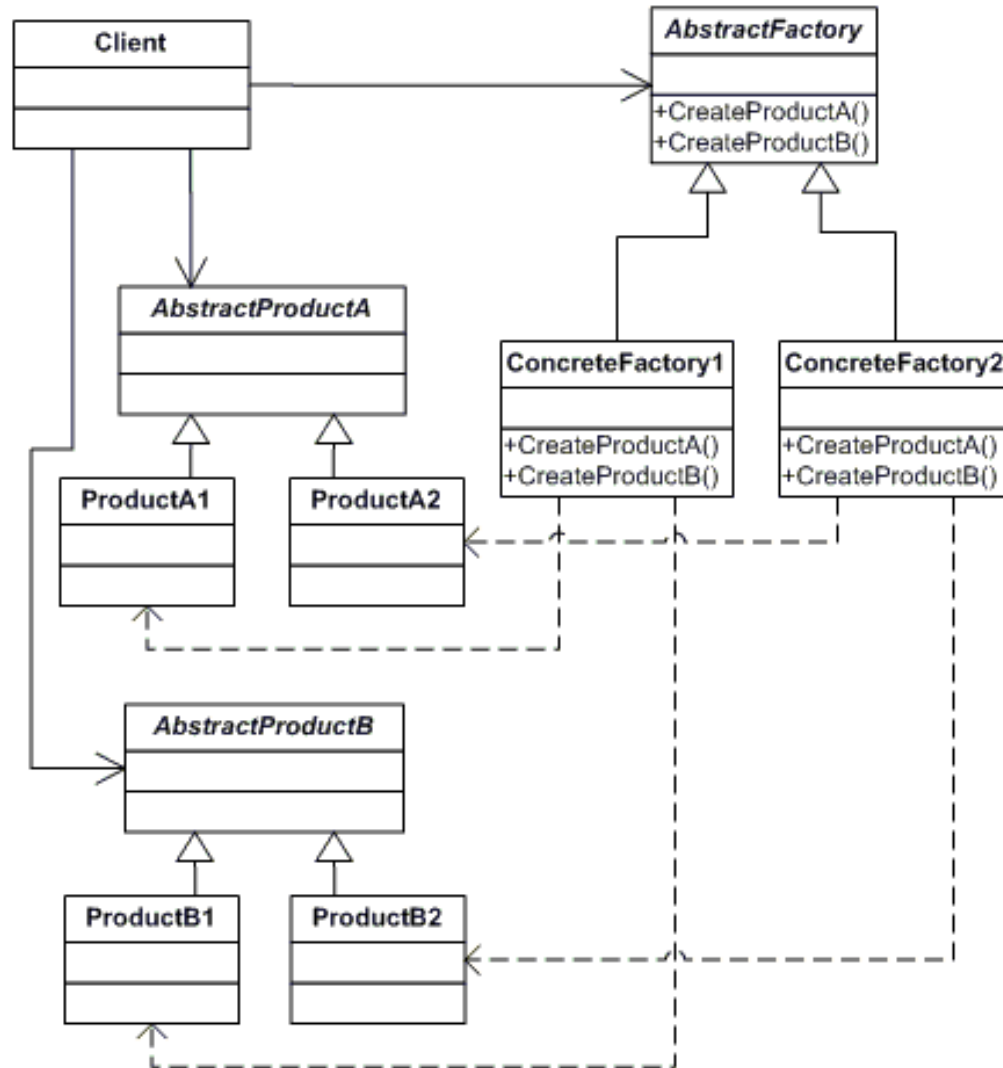 Client
AbstractFactory
+CreateProductA()
+CreateProductB()
AbstractProductA
ConcreteFactory1
+CreateProductA()
+CreateProductB()
ConcreteFactory2
+CreateProductA()
+CreateProductB()
ProductA1
ProductA2
AbstractProductB
ProductB1
ProductB2